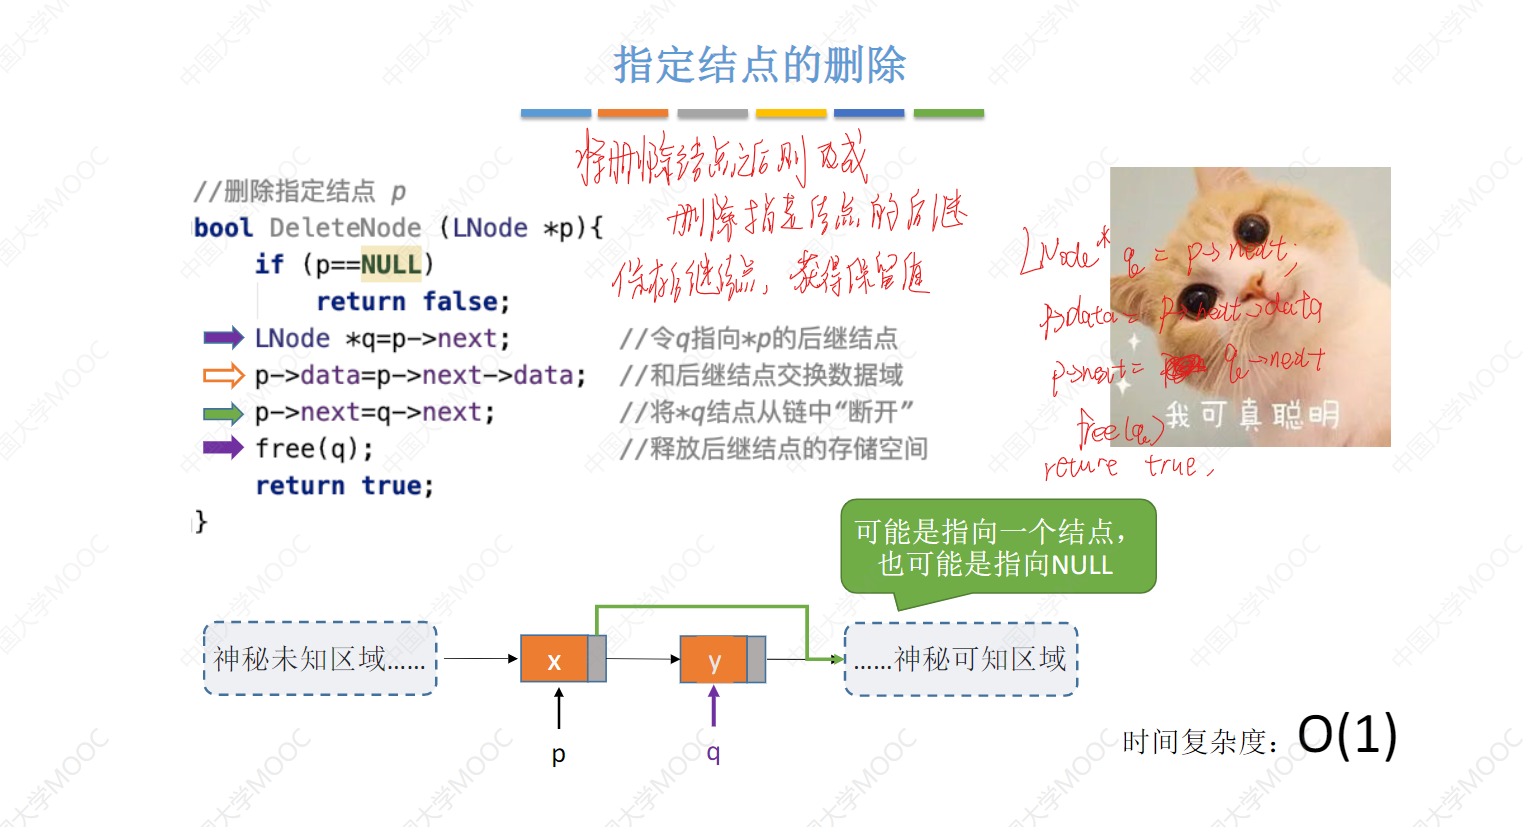 指定结点的删除
//删除指定结点 p
bool DeleteNode (LNode *p){
if (p==NULL)
return false;
LNode *q=p->next; //令q指向*p的后继结点
p->data=p->next->data; //和后继结点交换数据域
p->next=q->next; //将*q结点从链中“断开”
free(q); //释放后继结点的存储空间
return true;
}
将删除结点之后则改成
删除指定结点的后继
保存后继结点，获得保留值
LNode* q = p->next;
p->data = p->next->data
p->next = q->next
free(q)
return true,
我可真聪明
可能是指向一个结点，
也可能是指向NULL
神秘未知区域…… x y ……神秘可知区域
p q
时间复杂度：O(1)
中国大学MOOC